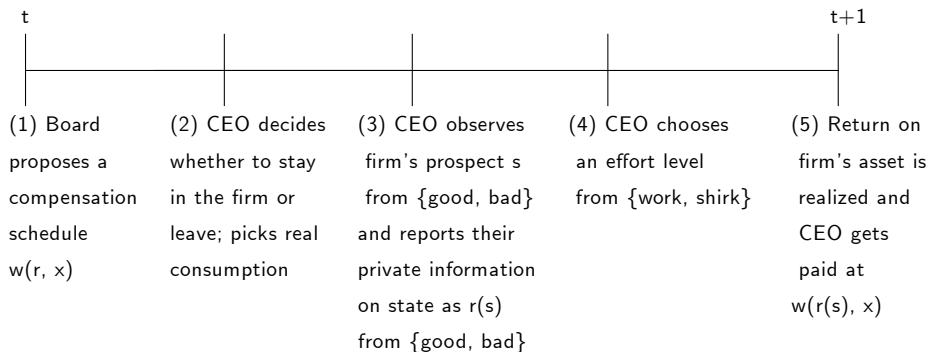 t
t+1
(1) Board
proposes a
compensation
schedule
w(r, x)
(2) CEO decides
whether to stay
in the firm or
leave; picks real
consumption
(3) CEO observes
firm's prospect s
from {good, bad}
and reports their
private information
on state as r(s)
from {good, bad}
(4) CEO chooses
an effort level
from {work, shirk}
(5) Return on
firm's asset is
realized and
CEO gets
paid at
w(r(s), x)